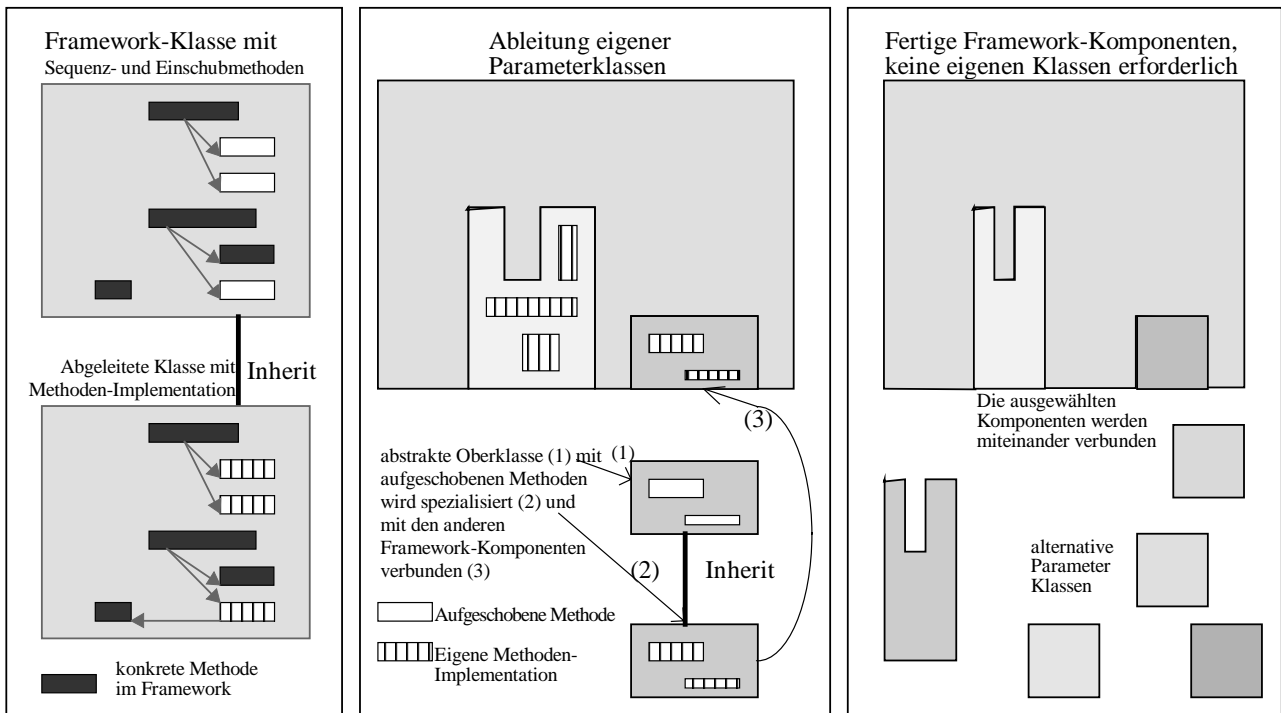 Framework-Klasse mit
Sequenz- und Einschubmethoden
Abgeleitete Klasse mit
Methoden-Implementation
Inherit
konkrete Methode
im Framework
Ableitung eigener
Parameterklassen
(3)
abstrakte Oberklasse (1) mit
aufgeschobenen Methoden
wird spezialisiert (2) und
mit den anderen
Framework-Komponenten
verbunden (3)
(1)
(2)
Inherit
Aufgeschobene Methode
Eigene Methoden-
Implementation
Fertige Framework-Komponenten,
keine eigenen Klassen erforderlich
Die ausgewählten
Komponenten werden
miteinander verbunden
alternative
Parameter
Klassen